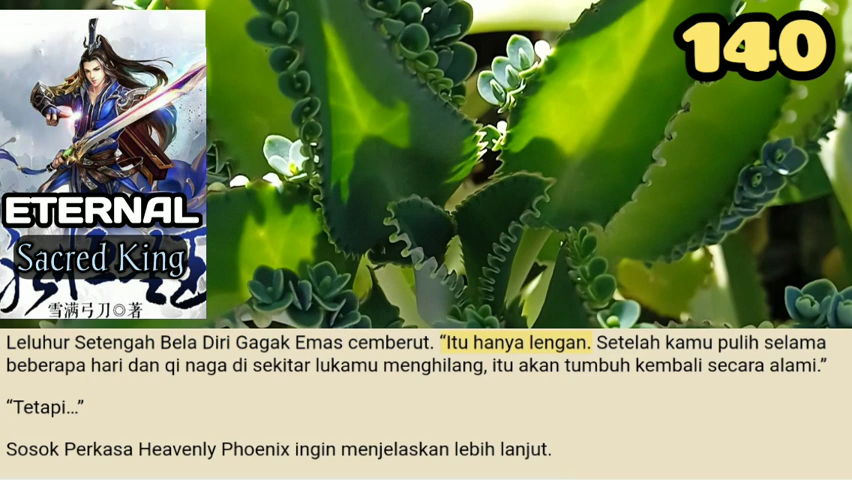 140
ETERNAL
Sacred King
雪满弓刀◎著
Leluhur Setengah Bela Diri Gagak Emas cemberut. “Itu hanya lengan. Setelah kamu pulih selama
beberapa hari dan qi naga di sekitar lukamu menghilang, itu akan tumbuh kembali secara alami.”
“Tetapi…”
Sosok Perkasa Heavenly Phoenix ingin menjelaskan lebih lanjut.